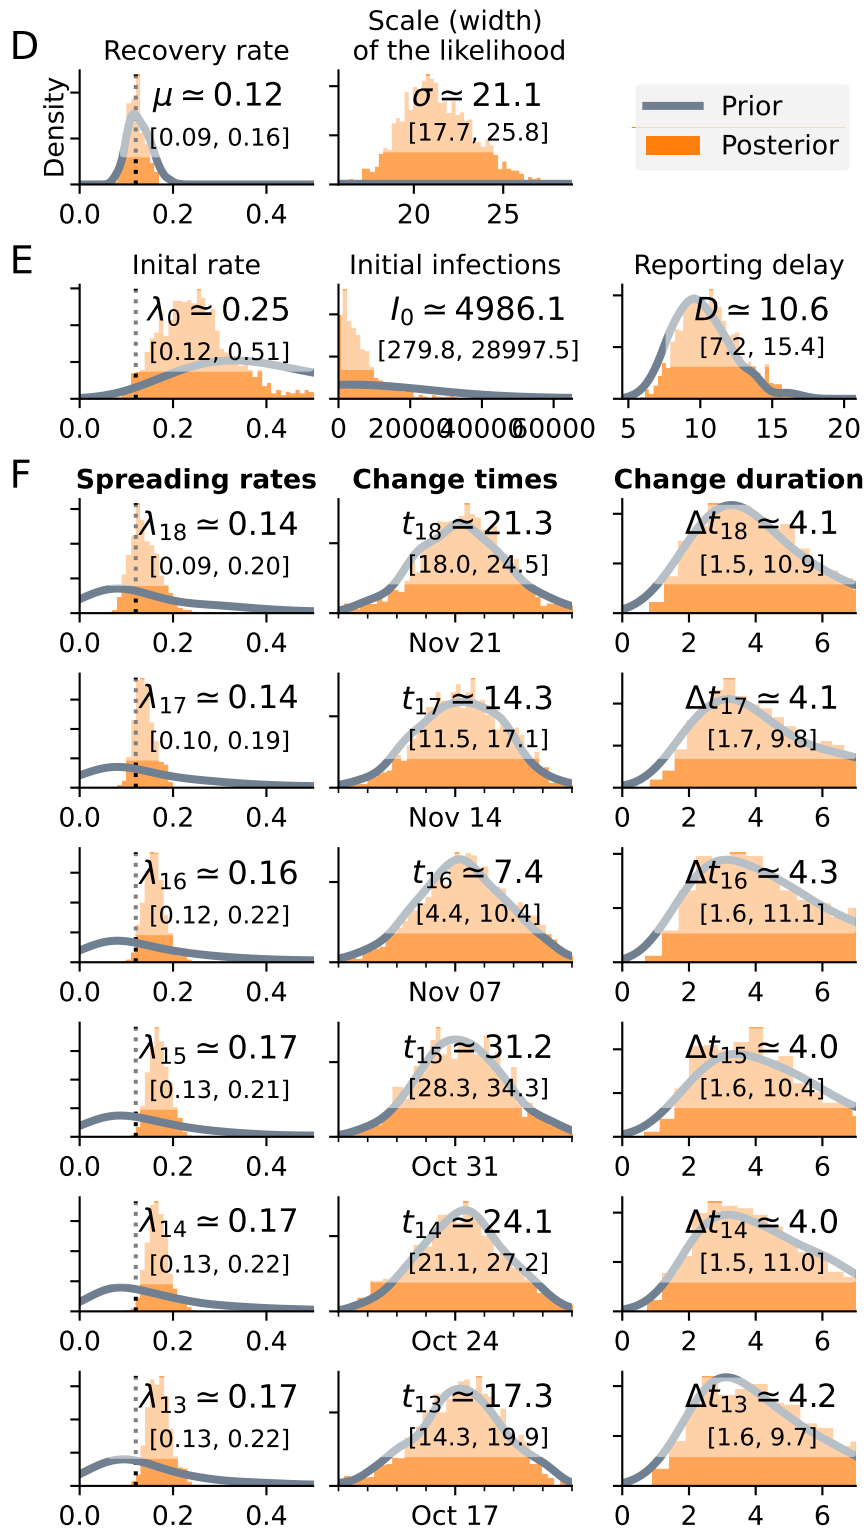 D
Recovery rate
Scale (width)
of the likelihood
Density
μ ≃ 0.12
[0.09, 0.16]
σ ≃ 21.1
[17.7, 25.8]
Prior
Posterior
0.0 0.2 0.4
20 25
E
Inital rate
Initial infections
Reporting delay
λ0 ≃ 0.25
[0.12, 0.51]
I0 ≃ 4986.1
[279.8, 28997.5]
D ≃ 10.6
[7.2, 15.4]
0.0 0.2 0.4
0 20000 40000 60000
5 10 15 20
F
Spreading rates
Change times
Change duration
λ18 ≃ 0.14
[0.09, 0.20]
t18 ≃ 21.3
[18.0, 24.5]
Δt18 ≃ 4.1
[1.5, 10.9]
0.0 0.2 0.4
Nov 21
0 2 4 6
λ17 ≃ 0.14
[0.10, 0.19]
t17 ≃ 14.3
[11.5, 17.1]
Δt17 ≃ 4.1
[1.7, 9.8]
0.0 0.2 0.4
Nov 14
0 2 4 6
λ16 ≃ 0.16
[0.12, 0.22]
t16 ≃ 7.4
[4.4, 10.4]
Δt16 ≃ 4.3
[1.6, 11.1]
0.0 0.2 0.4
Nov 07
0 2 4 6
λ15 ≃ 0.17
[0.13, 0.21]
t15 ≃ 31.2
[28.3, 34.3]
Δt15 ≃ 4.0
[1.6, 10.4]
0.0 0.2 0.4
Oct 31
0 2 4 6
λ14 ≃ 0.17
[0.13, 0.22]
t14 ≃ 24.1
[21.1, 27.2]
Δt14 ≃ 4.0
[1.5, 11.0]
0.0 0.2 0.4
Oct 24
0 2 4 6
λ13 ≃ 0.17
[0.13, 0.22]
t13 ≃ 17.3
[14.3, 19.9]
Δt13 ≃ 4.2
[1.6, 9.7]
0.0 0.2 0.4
Oct 17
0 2 4 6